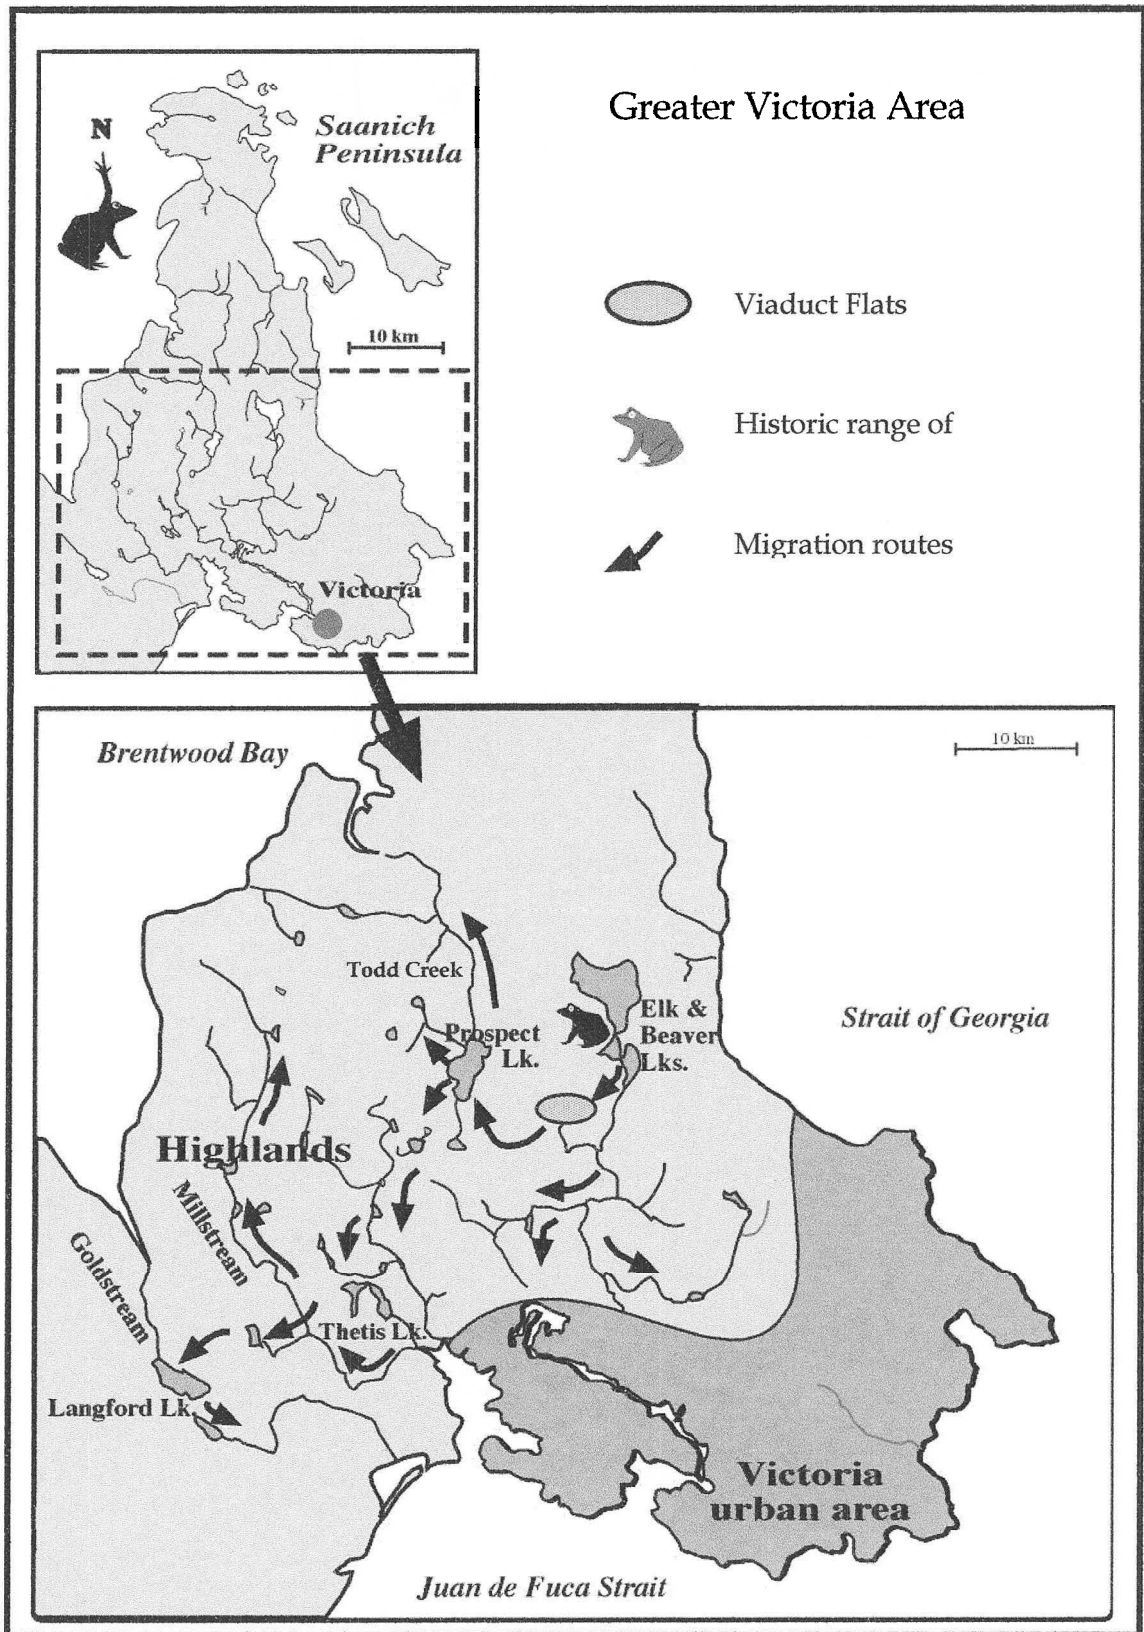 Greater Victoria Area
N
Saanich
Peninsula
10 km
Victoria
Viaduct Flats
Historic range of
Migration routes
Brentwood Bay
10 km
Todd Creek
Prospect
Lk.
Elk &
Beaver
Lks.
Strait of Georgia
Highlands
Millstream
Goldstream
Thetis Lk.
Langford Lk.
Victoria
urban area
Juan de Fuca Strait